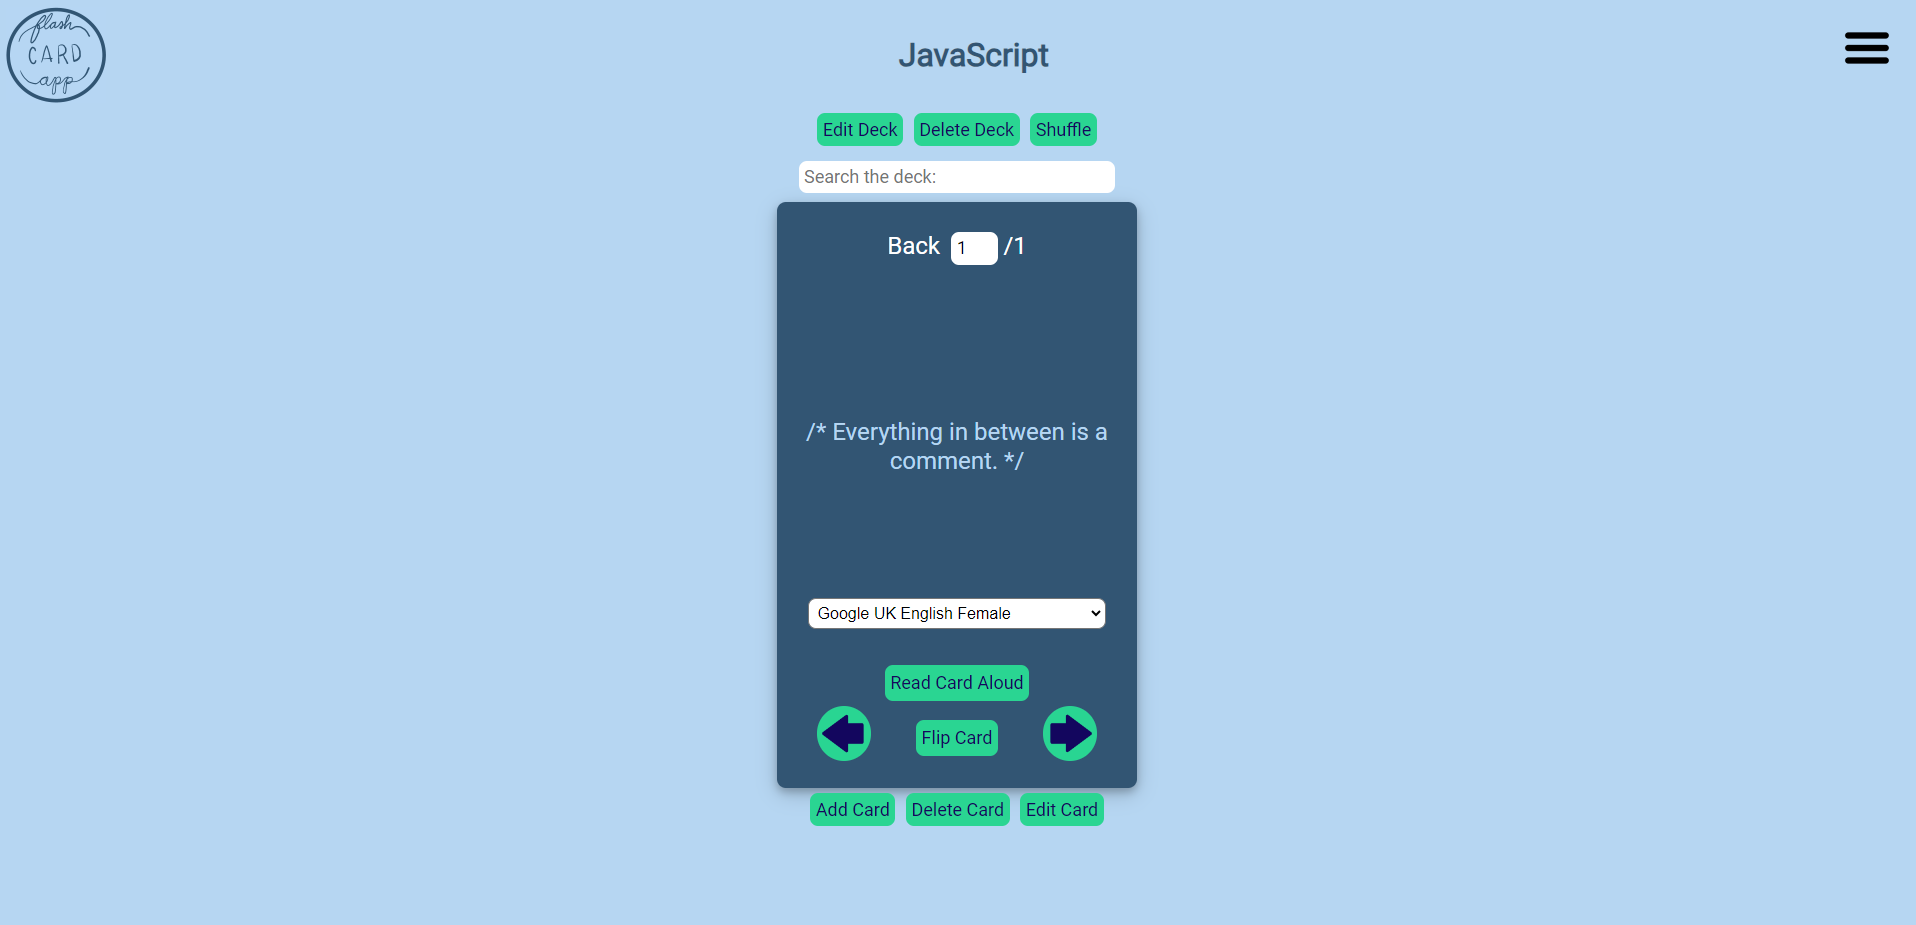 flash
CARD
app
JavaScript
Edit Deck Delete Deck Shuffle
Search the deck:
Back 1 /1
/* Everything in between is a
comment. */
Google UK English Female
Read Card Aloud
Flip Card
Add Card Delete Card Edit Card